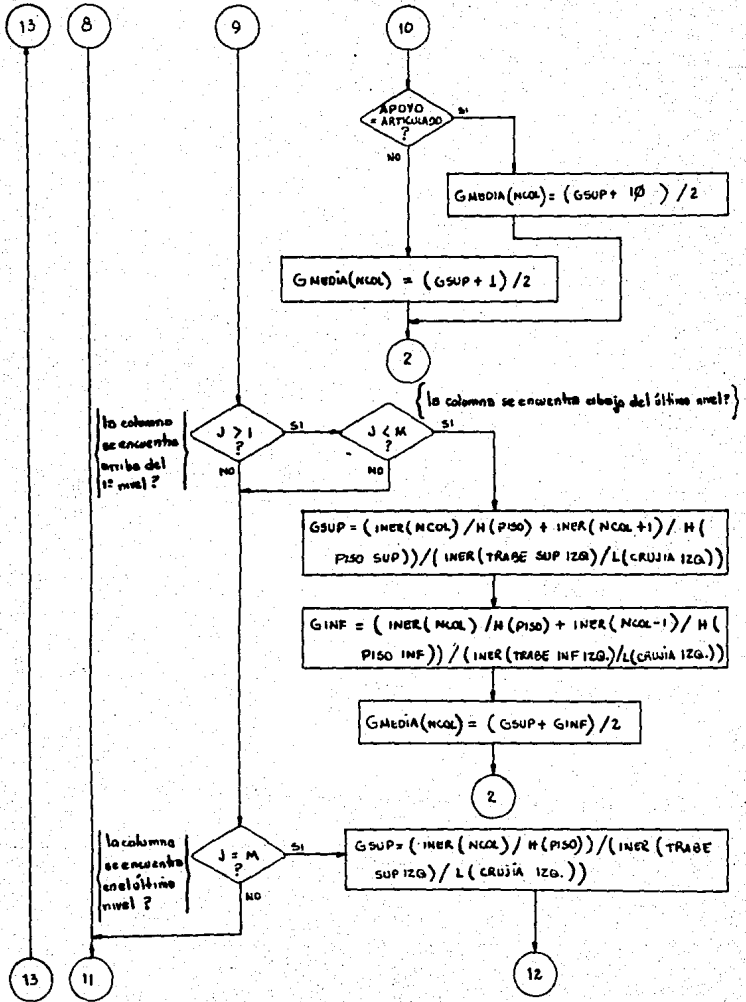 13
8
9
10
APOYO
= ARTICULADO
?
SI
NO
GMEDIA(NCOL) = (GSUP + 1Ø ) / 2
GMEDIA(NCOL) = (GSUP + 1) / 2
2
{ la columna se encuentra abajo del último nivel? }
la columna
se encuentra
arriba del
1er nivel ?
J > 1
?
SI
NO
J < M
?
SI
NO
GSUP = ( INER(NCOL) / H(PISO) + INER(NCOL +1) / H(
PISO SUP)) / ( INER(TRABE SUP IZQ) / L(CRUJIA IZQ))
GINF = ( INER(NCOL) / H(PISO) + INER(NCOL-1) / H(
PISO INF )) / (INER(TRABE INF IZQ.) / L(CRUJIA IZQ.))
GMEDIA(NCOL) = ( GSUP + GINF) / 2
2
la columna
se encuentra
en el último
nivel ?
J = M
?
SI
NO
GSUP = ( INER (NCOL) / H(PISO)) / (INER (TRABE
SUP IZQ) / L ( CRUJÍA IZQ. ))
13
11
12